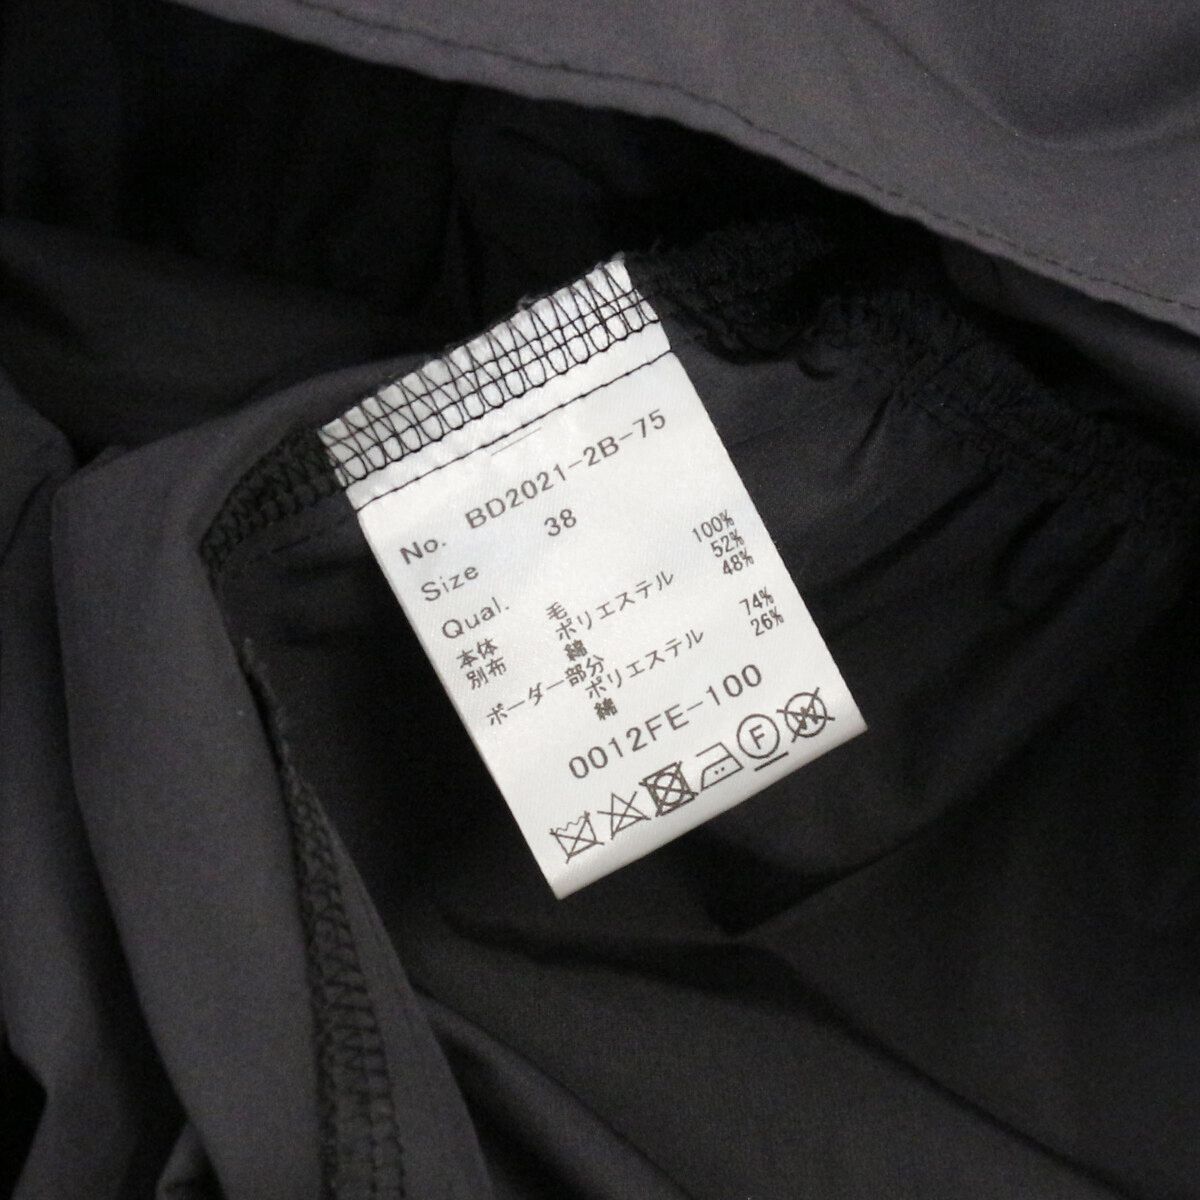 No. BD2021-2B-75
Size 38
Qual.
本体 毛 100%
別布 ポリエステル 52%
綿 48%
ボーダー部分
ポリエステル 74%
綿 26%
0012FE-100
F W